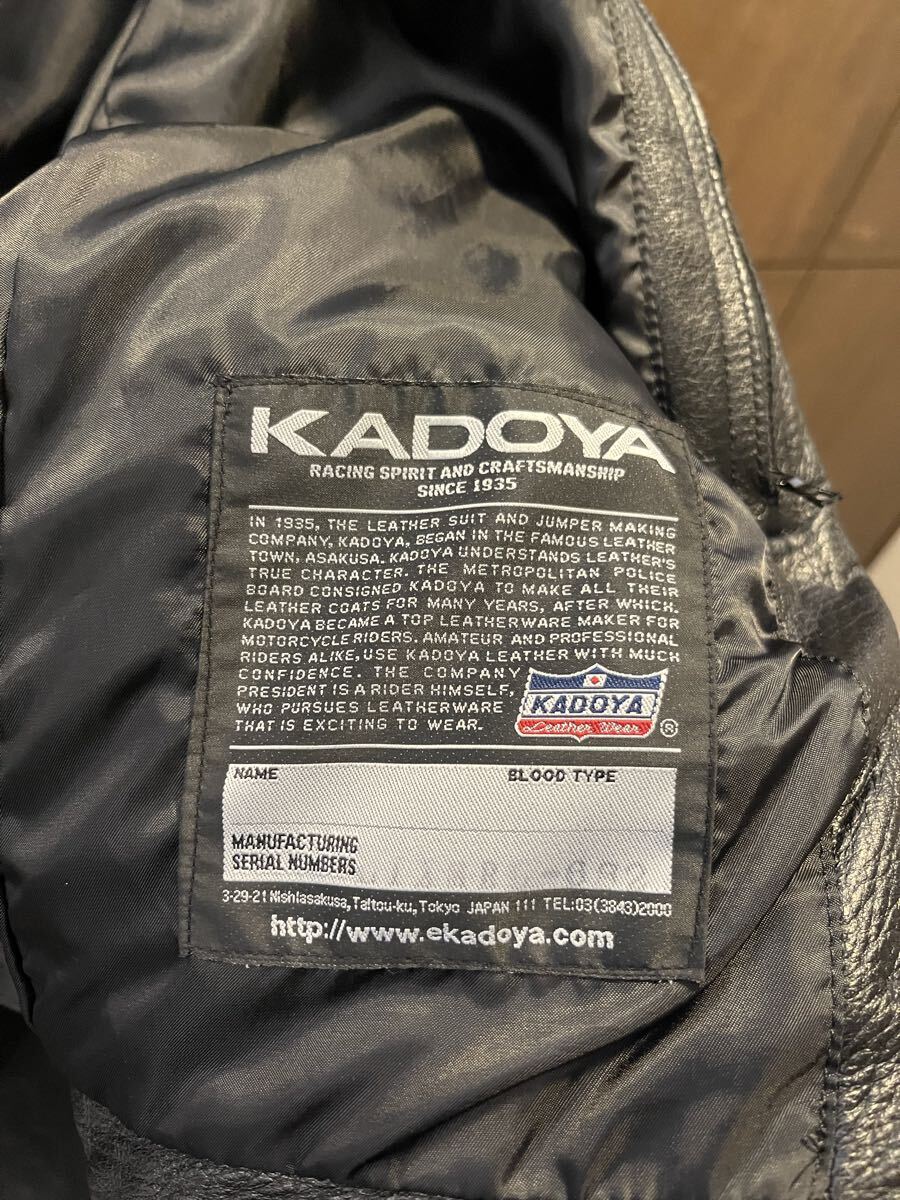 KADOYA
RACING SPIRIT AND CRAFTSMANSHIP
SINCE 1935
IN 1935, THE LEATHER SUIT AND JUMPER MAKING
COMPANY, KADOYA, BEGAN IN THE FAMOUS LEATHER
TOWN, ASAKUSA. KADOYA UNDERSTANDS LEATHER'S
TRUE CHARACTER. THE METROPOLITAN POLICE
BOARD CONSIGNED KADOYA TO MAKE ALL THEIR
LEATHER COATS FOR MANY YEARS, AFTER WHICH.
KADOYA BECAME A TOP LEATHERWARE MAKER FOR
MOTORCYCLE RIDERS. AMATEUR AND PROFESSIONAL
RIDERS ALIKE, USE KADOYA LEATHER WITH MUCH
CONFIDENCE. THE COMPANY
PRESIDENT IS A RIDER HIMSELF,
WHO PURSUES LEATHERWARE
THAT IS EXCITING TO WEAR.
KADOYA
Leather Wear
®
NAME BLOOD TYPE
MANUFACTURING
SERIAL NUMBERS
3-29-21 Nishiasakusa, Taitou-ku, Tokyo JAPAN 111 TEL:03(3843)2000
http://www.ekadoya.com